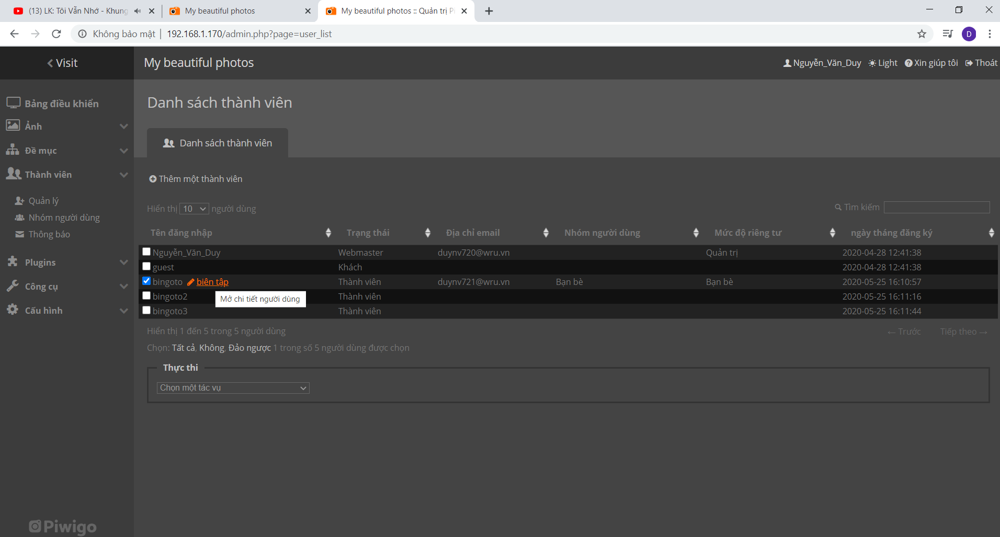 (13) LK: Tôi Vẫn Nhớ - Khung
My beautiful photos
My beautiful photos :: Quản trị Pi
Không bảo mật
192.168.1.170/admin.php?page=user_list
D
Visit
My beautiful photos
Nguyễn_Văn_Duy
Light
Xin giúp tôi
Thoát
Bảng điều khiển
Ảnh
Đề mục
Thành viên
Quản lý
Nhóm người dùng
Thông báo
Plugins
Công cụ
Cấu hình
Piwigo
Danh sách thành viên
Danh sách thành viên
Thêm một thành viên
Hiển thị 10 người dùng
Tìm kiếm
Tên đăng nhập Trạng thái Địa chỉ email Nhóm người dùng Mức độ riêng tư ngày tháng đăng ký
Nguyễn_Văn_Duy Webmaster duynv720@wru.vn Quản trị 2020-04-28 12:41:38
guest Khách 2020-04-28 12:41:38
bingoto biên tập Thành viên duynv721@wru.vn Bạn bè Bạn bè 2020-05-25 16:10:57
bingoto2 Thành viên 2020-05-25 16:11:16
Mở chi tiết người dùng
bingoto3 Thành viên 2020-05-25 16:11:44
Hiển thị 1 đến 5 trong 5 người dùng
← Trước Tiếp theo →
Chọn: Tất cả, Không, Đảo ngược 1 trong số 5 người dùng được chọn
Thực thi
Chọn một tác vụ